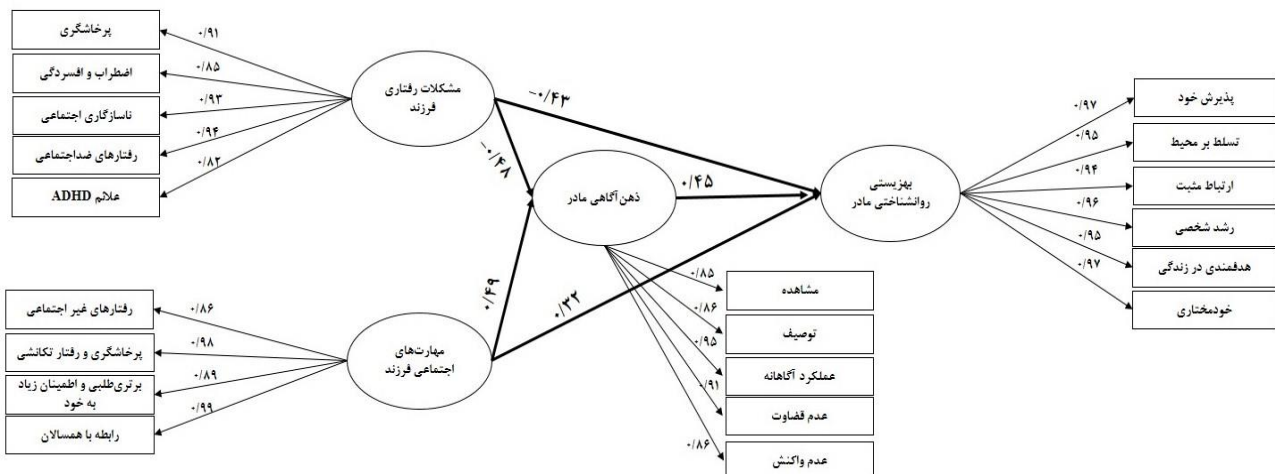 پرخاشگری
اضطراب و افسردگی
ناسازگاری اجتماعی
رفتارهای ضداجتماعی
علائم ADHD
۰/۹۱
۰/۸۵
۰/۹۳
۰/۹۴
۰/۸۲
مشکلات رفتاری
فرزند
-۰/۴۳
-۰/۴۸
ذهن‌آگاهی مادر
۰/۴۵
بهزیستی
روانشناختی مادر
۰/۹۷
۰/۹۵
۰/۹۴
۰/۹۶
۰/۹۵
۰/۹۷
پذیرش خود
تسلط بر محیط
ارتباط مثبت
رشد شخصی
هدفمندی در زندگی
خودمختاری
رفتارهای غیر اجتماعی
پرخاشگری و رفتار تکانشی
برتری‌طلبی و اطمینان زیاد
به خود
رابطه با همسالان
۰/۸۶
۰/۹۸
۰/۸۹
۰/۹۹
مهارت‌های
اجتماعی فرزند
۰/۴۹
۰/۳۲
۰/۸۵
۰/۸۶
۰/۹۵
۰/۹۱
۰/۸۶
مشاهده
توصیف
عملکرد آگاهانه
عدم قضاوت
عدم واکنش